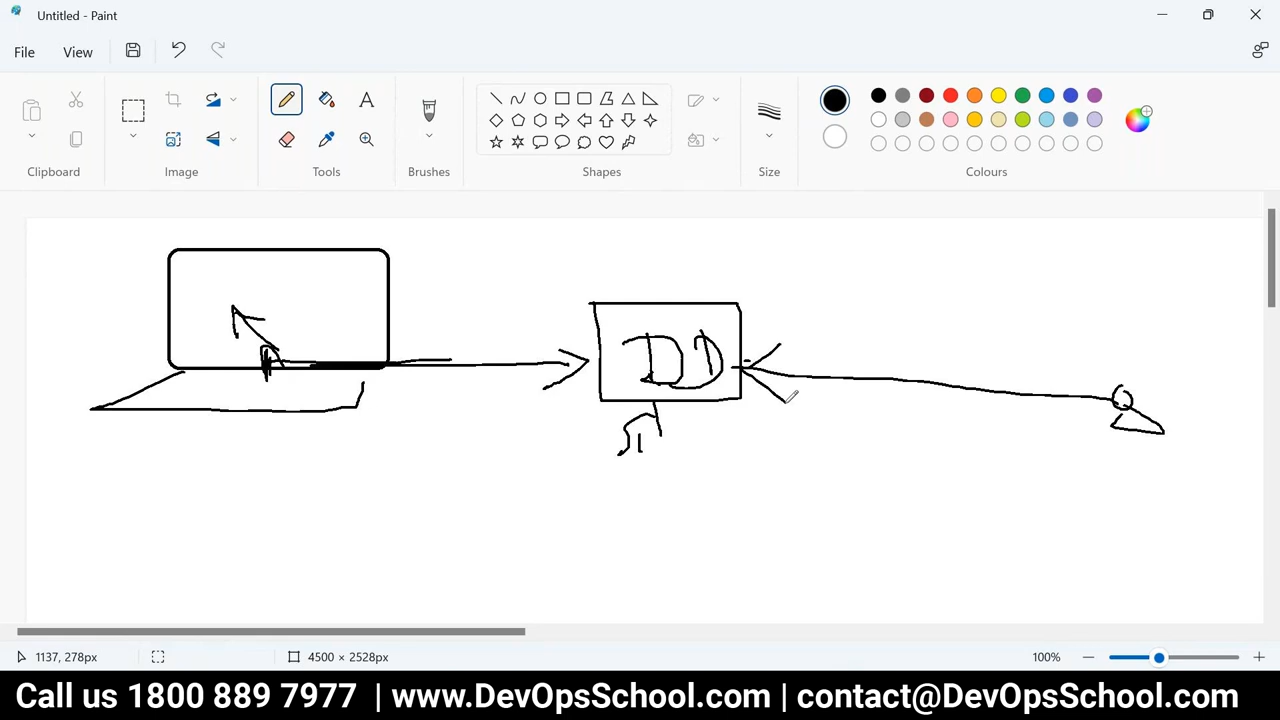 Untitled - Paint
File View
Clipboard
Image
Tools
Brushes
Shapes
Size
Colours
DD
1137, 278px
4500 × 2528px
100%
Call us 1800 889 7977 | www.DevOpsSchool.com | contact@DevOpsSchool.com